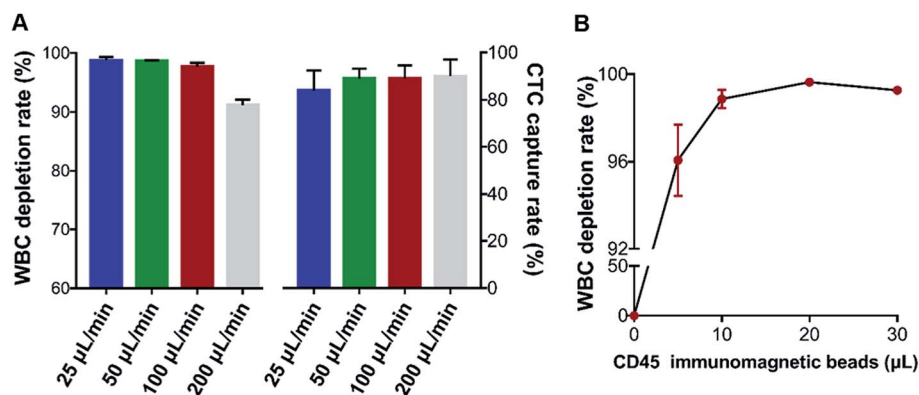 A
WBC depletion rate (%)
100
90
80
70
60
25 µL/min
50 µL/min
100 µL/min
200 µL/min
25 µL/min
50 µL/min
100 µL/min
200 µL/min
100
80
60
40
20
0
CTC capture rate (%)
B
WBC depletion rate (%)
100
96
92
50
0
0
10
20
30
CD45 immunomagnetic beads (µL)